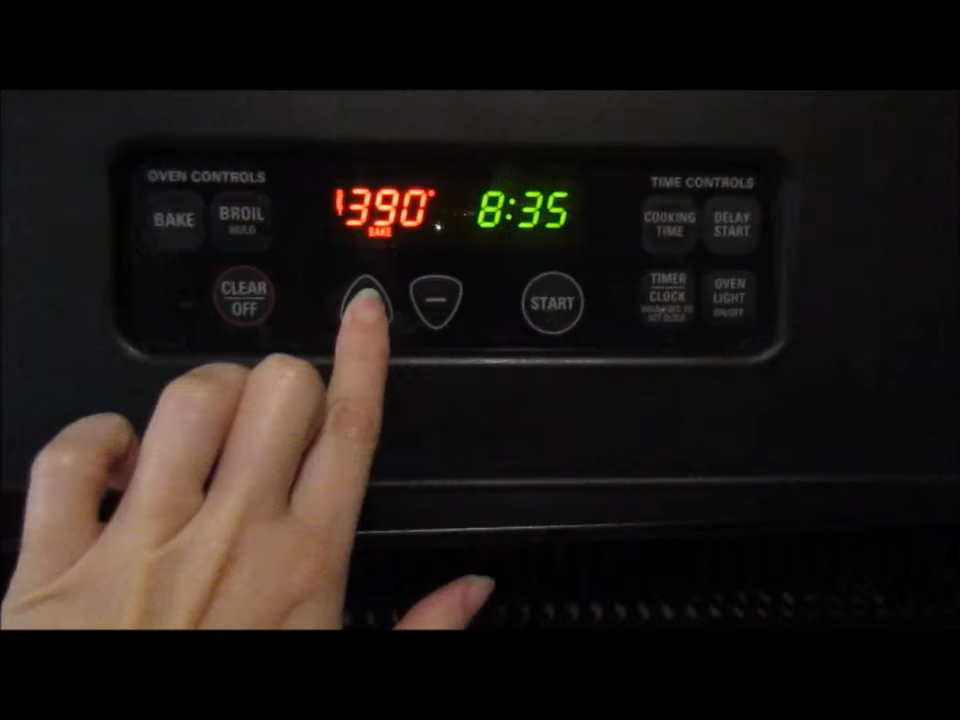 OVEN CONTROLS
BAKE
BROIL
HI/LO
CLEAR
OFF
390°
BAKE
8:35
START
TIME CONTROLS
COOKING
TIME
DELAY
START
TIMER
CLOCK
OVEN
LIGHT
ON/OFF